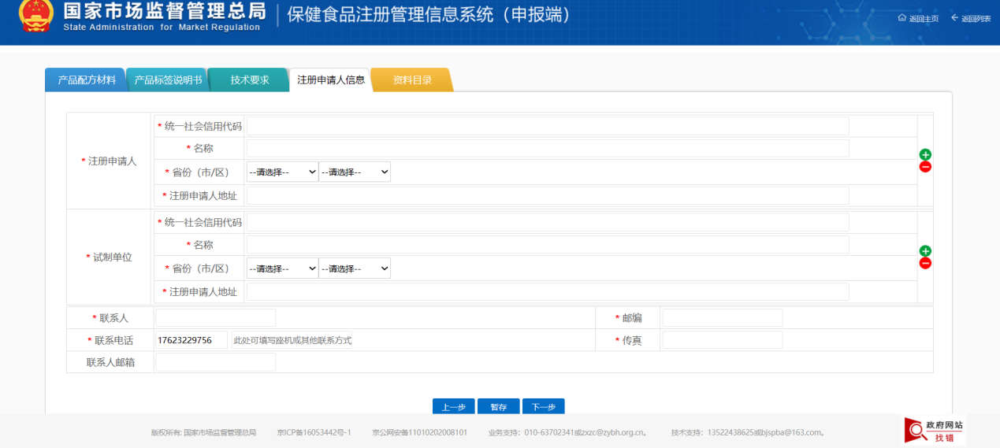 国家市场监督管理总局
State Administration for Market Regulation
保健食品注册管理信息系统（申报端）
返回主页 返回列表
产品配方材料 产品标签说明书 技术要求 注册申请人信息 资料目录
* 注册申请人
* 统一社会信用代码
* 名称
* 省份（市/区） --请选择-- --请选择--
* 注册申请人地址
* 试制单位
* 统一社会信用代码
* 名称
* 省份（市/区） --请选择-- --请选择--
* 注册申请人地址
* 联系人 * 邮编
* 联系电话 17623229756 此处可填写座机或其他联系方式 * 传真
联系人邮箱
上一步 暂存 下一步
版权所有: 国家市场监督管理总局 京ICP备16053442号-1 京公网安备11010202008101 业务支持：010-63702341或zxzc@zybh.org.cn。 技术支持：13522438625或bjspba@163.com。
政府网站
找错